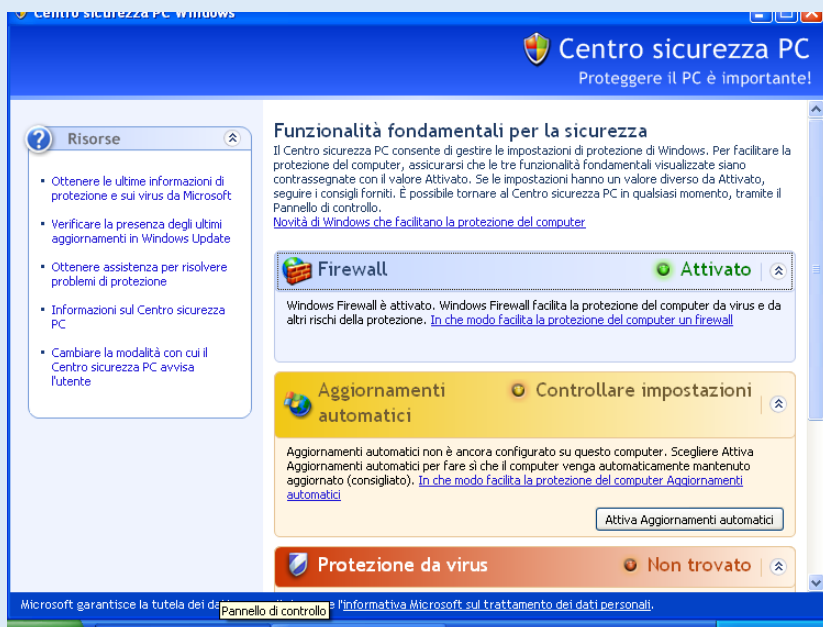 Centro sicurezza PC Windows
Centro sicurezza PC
Proteggere il PC è importante!
Risorse
Ottenere le ultime informazioni di
protezione e sui virus da Microsoft
Verificare la presenza degli ultimi
aggiornamenti in Windows Update
Ottenere assistenza per risolvere
problemi di protezione
Informazioni sul Centro sicurezza
PC
Cambiare la modalità con cui il
Centro sicurezza PC avvisa
l'utente
Funzionalità fondamentali per la sicurezza
Il Centro sicurezza PC consente di gestire le impostazioni di protezione di Windows. Per facilitare la
protezione del computer, assicurarsi che le tre funzionalità fondamentali visualizzate siano
contrassegnate con il valore Attivato. Se le impostazioni hanno un valore diverso da Attivato,
seguire i consigli forniti. È possibile tornare al Centro sicurezza PC in qualsiasi momento, tramite il
Pannello di controllo.
Novità di Windows che facilitano la protezione del computer
Firewall Attivato
Windows Firewall è attivato. Windows Firewall facilita la protezione del computer da virus e da
altri rischi della protezione. In che modo facilita la protezione del computer un firewall
Aggiornamenti
automatici
Controllare impostazioni
Aggiornamenti automatici non è ancora configurato su questo computer. Scegliere Attiva
Aggiornamenti automatici per fare sì che il computer venga automaticamente mantenuto
aggiornato (consigliato). In che modo facilita la protezione del computer Aggiornamenti
automatici
Attiva Aggiornamenti automatici
Protezione da virus Non trovato
Microsoft garantisce la tutela dei l'informativa Microsoft sul trattamento dei dati personali.
Pannello di controllo